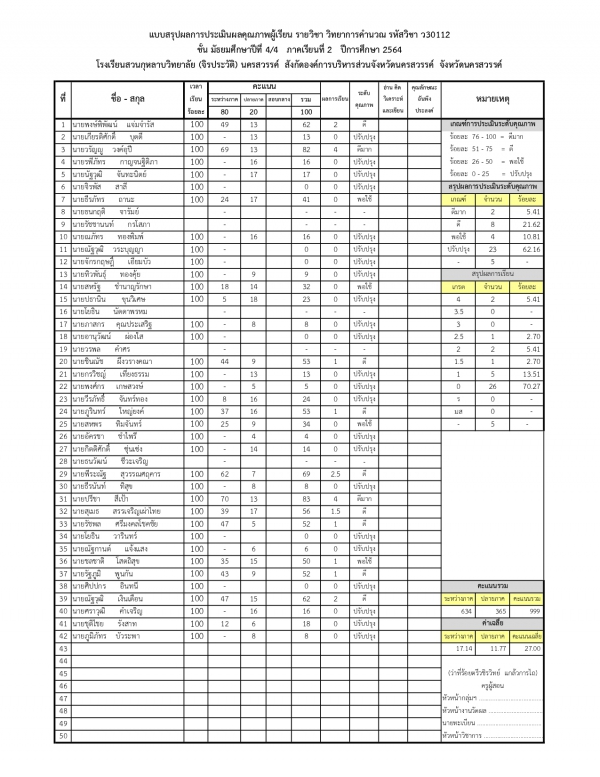 แบบสรุปผลการประเมินผลคุณภาพผู้เรียน รายวิชา วิทยาการคำนวณ รหัสวิชา ว30112
ชั้น มัธยมศึกษาปีที่ 4/4 ภาคเรียนที่ 2 ปีการศึกษา 2564
โรงเรียนสวนกุหลาบวิทยาลัย (จิรประวัติ) นครสวรรค์ สังกัดองค์การบริหารส่วนจังหวัดนครสวรรค์ จังหวัดนครสวรรค์
ที่ ชื่อ - สกุล เวลาเรียนร้อยละ คะแนน ผลการเรียน ระดับคุณภาพ อ่าน คิด วิเคราะห์ และเขียน คุณลักษณะอันพึงประสงค์ หมายเหตุ
ระหว่างภาค ปลายภาค สอบกลาง รวม
80 20 100
1 นายพงษ์พิพัฒน์ แจ่มจำรัส 100 49 13 62 2 ดี
2 นายเกียรติศักดิ์ บุดดี 100 - 13 13 0 ปรับปรุง
3 นายวรัญญู วงค์ฤปี 100 69 13 82 4 ดีมาก
4 นายรพีภัทร กาญจนฐิติภา 100 - 16 16 0 ปรับปรุง
5 นายนัฐวุฒิ จันทะนิตย์ 100 - 17 17 0 ปรับปรุง
6 นายจิรพัส สาลี 100 - 0 0 ปรับปรุง
7 นายธีรภัทร ถานะ 100 24 17 41 0 พอใช้
8 นายธนกฤติ จารัมย์ - - - -
9 นายรัชชานนท์ กรโสภา - - - -
10 นายณภัทร ทองพิมพ์ 100 - 16 16 0 ปรับปรุง
11 นายณัฐวุฒิ วระบุญญา 100 0 0 ปรับปรุง
12 นายจักรกฤษฎิ์ เอี่ยมบัว 100 - 0 0 ปรับปรุง
13 นายทิวพันธุ์ ทองคุ้ย 100 - 9 9 0 ปรับปรุง
14 นายสหรัฐ ชำนาญรักษา 100 18 14 32 0 พอใช้
15 นายปธานิน ขุนวิเศษ 100 5 18 23 0 ปรับปรุง
16 นายโยธิน นัดดาพรหม - - - -
17 นายภาสกร คุณประเสริฐ 100 - 8 8 0 ปรับปรุง
18 นายอานุวัฒน์ ผ่องใส 100 - 0 0 ปรับปรุง
19 นายวรพล คำศร - - - -
20 นายชินณัช ผึ่งวรางคณา 100 44 9 53 1 ดี
21 นายกรวิชญ์ เที่ยงธรรม 100 - 13 13 0 ปรับปรุง
22 นายพงศ์กร เกษสวงษ์ 100 - 5 5 0 ปรับปรุง
23 นายวีรภัทธิ์ จันทร์ทอง 100 8 16 24 0 ปรับปรุง
24 นายภูรินทร์ ใหญ่ยงค์ 100 37 16 53 1 ดี
25 นายสหพร ทิมจันทร์ 100 25 9 34 0 พอใช้
26 นายอัครชา ขำโพรี 100 - 4 4 0 ปรับปรุง
27 นายกิตติศักดิ์ ชุ่นเซ่ง 100 - 14 14 0 ปรับปรุง
28 นายธนวัฒน์ ชีวะเจริญ - - - -
29 นายพีระณัฐ สุวรรณศฤคาร 100 62 7 69 2.5 ดี
30 นายธีรนันท์ ทิสุข 100 - 8 8 0 ปรับปรุง
31 นายปรีชา สีเป้า 100 70 13 83 4 ดีมาก
32 นายสุเมธ สรรเจริญเผ่าไทย 100 39 17 56 1.5 ดี
33 นายรัชพล ศรีมงคลโชคชัย 100 47 5 52 1 ดี
34 นายโยธิน วารินทร์ 100 - 0 0 ปรับปรุง
35 นายณัฐกานต์ แจ้งแสง 100 - 6 6 0 ปรับปรุง
36 นายชลชาติ โสตถิสุข 100 35 15 50 1 พอใช้
37 นายรัฐภูมิ พูนกัน 100 43 9 52 1 ดี
38 นายศิปปกร อินทนี 100 - 0 0 ปรับปรุง
39 นายณัฐวุฒิ เงินเดือน 100 47 15 62 2 ดี
40 นายศราวุฒิ คำเจริญ 100 - 16 16 0 ปรับปรุง
41 นายชุติโชย รังสาท 100 12 6 18 0 ปรับปรุง
42 นายภูมิภัทร บัวระพา 100 - 8 8 0 ปรับปรุง
43
44
45
46
47
48
49
50
เกณฑ์การประเมินระดับคุณภาพ
ร้อยละ 76 - 100 = ดีมาก
ร้อยละ 51 - 75 = ดี
ร้อยละ 26 - 50 = พอใช้
ร้อยละ 0 - 25 = ปรับปรุง
สรุปผลการประเมินระดับคุณภาพ
เกณฑ์ จำนวน ร้อยละ
ดีมาก 2 5.41
ดี 8 21.62
พอใช้ 4 10.81
ปรับปรุง 23 62.16
- 5 -
สรุปผลการเรียน
เกรด จำนวน ร้อยละ
4 2 5.41
3.5 0 -
3 0 -
2.5 1 2.70
2 2 5.41
1.5 1 2.70
1 5 13.51
0 26 70.27
ร 0 -
มส 0 -
- 5 -
คะแนนรวม
ระหว่างภาค ปลายภาค คะแนนรวม
634 365 999
ค่าเฉลี่ย
ระหว่างภาค ปลายภาค คะแนนเฉลี่ย
17.14 11.77 27.00
(ว่าที่ร้อยตรีวชิรวิทย์ แกล้วการไถ)
ครูผู้สอน
หัวหน้ากลุ่มฯ
หัวหน้างานวัดผล
นายทะเบียน
หัวหน้าวิชาการ